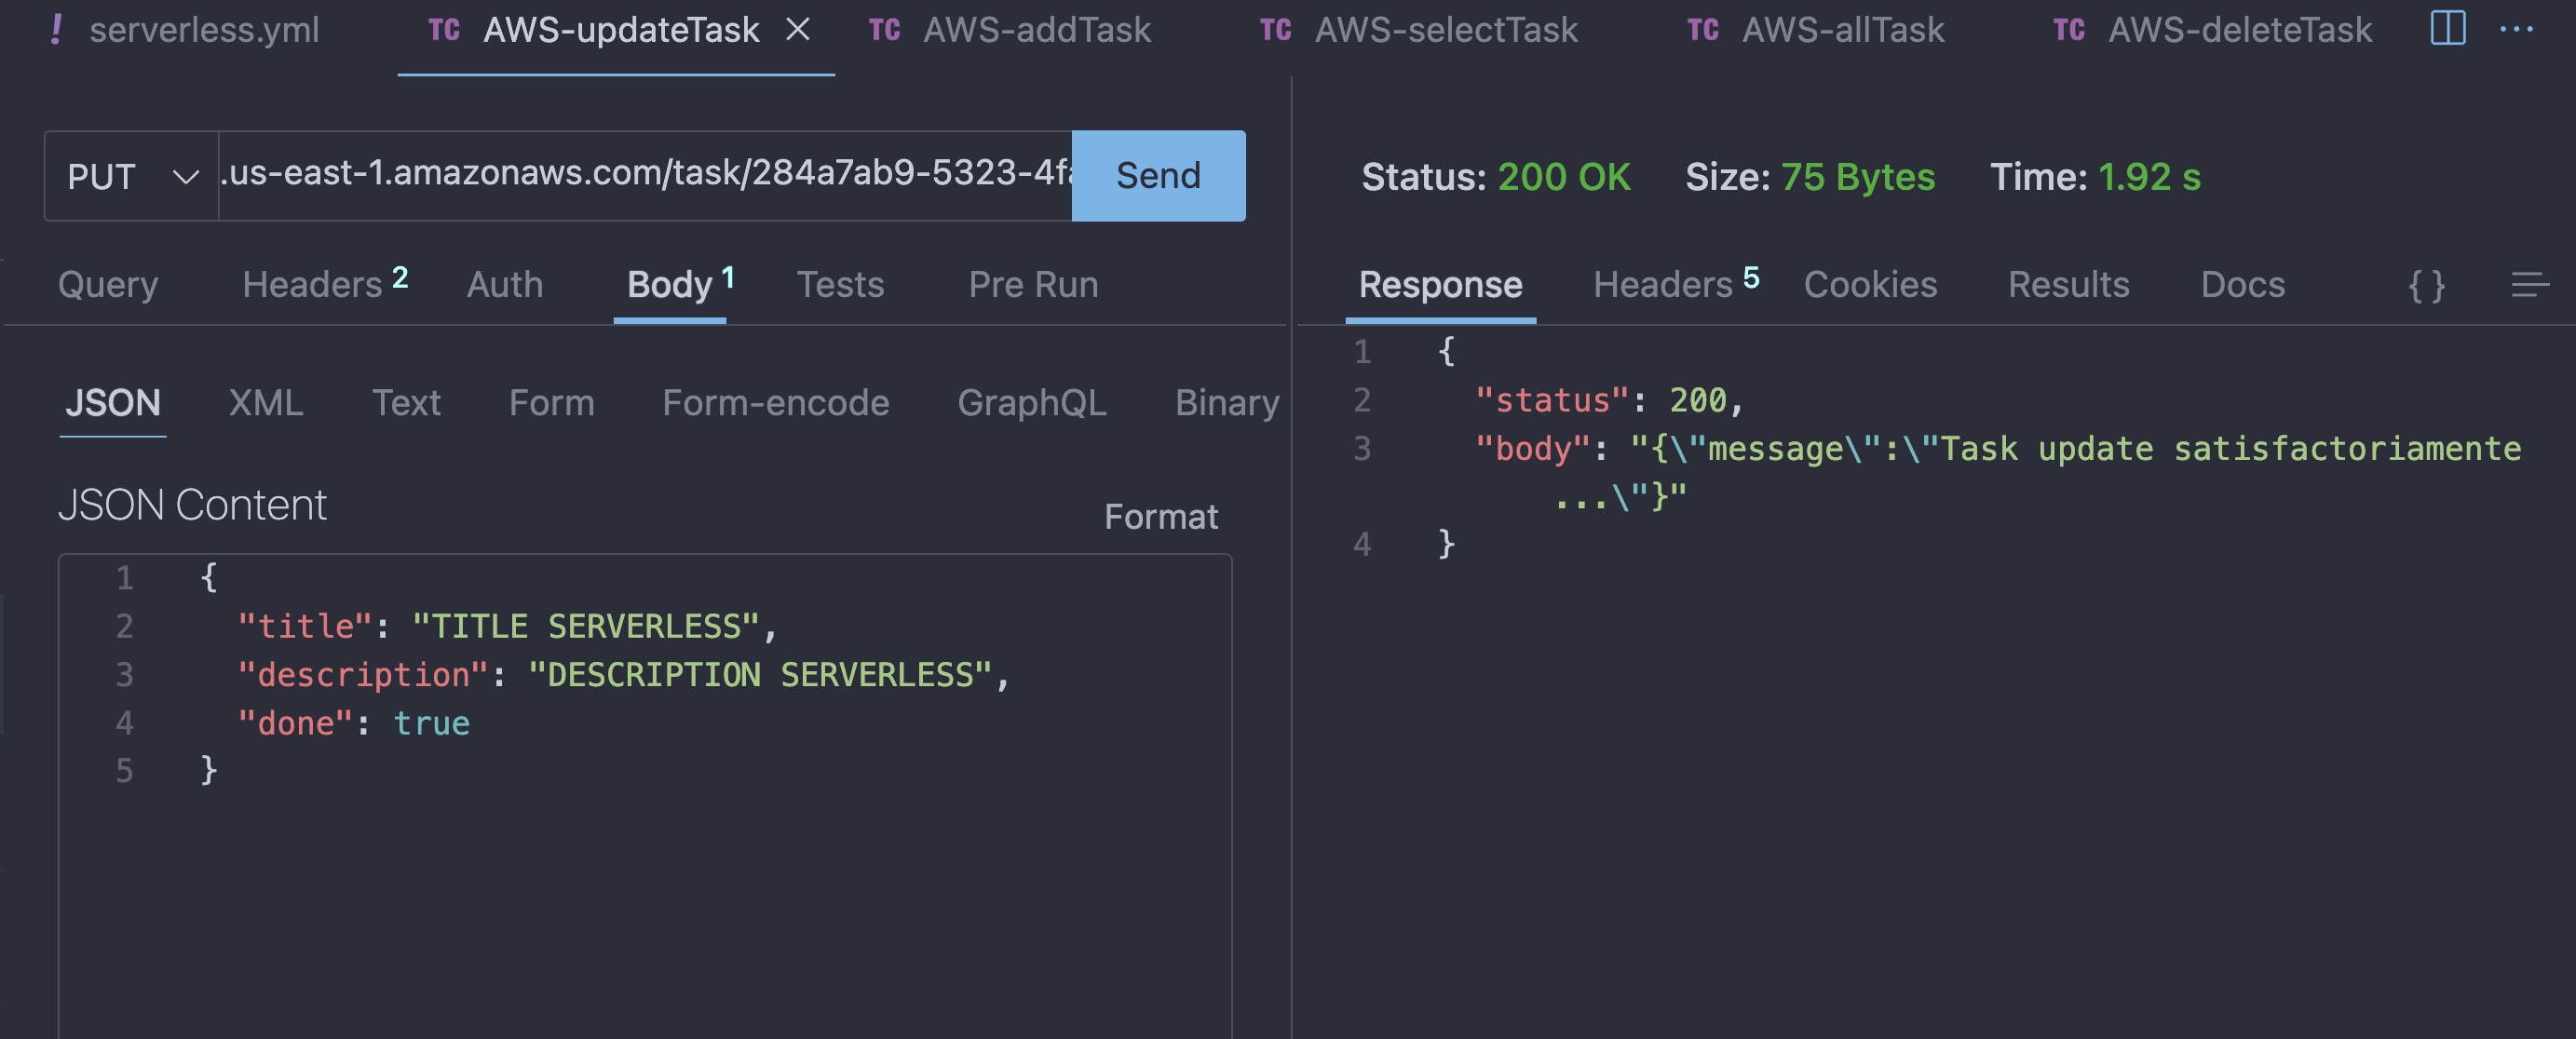 ! serverless.yml TC AWS-updateTask × TC AWS-addTask TC AWS-selectTask TC AWS-allTask TC AWS-deleteTask ...
PUT .us-east-1.amazonaws.com/task/284a7ab9-5323-4fa Send
Status: 200 OK Size: 75 Bytes Time: 1.92 s
Query Headers 2 Auth Body 1 Tests Pre Run
Response Headers 5 Cookies Results Docs {}
JSON XML Text Form Form-encode GraphQL Binary
JSON Content
Format
1 {
2 "title": "TITLE SERVERLESS",
3 "description": "DESCRIPTION SERVERLESS",
4 "done": true
5 }
1 {
2 "status": 200,
3 "body": "{\"message\":\"Task update satisfactoriamente
...\"}"
4 }